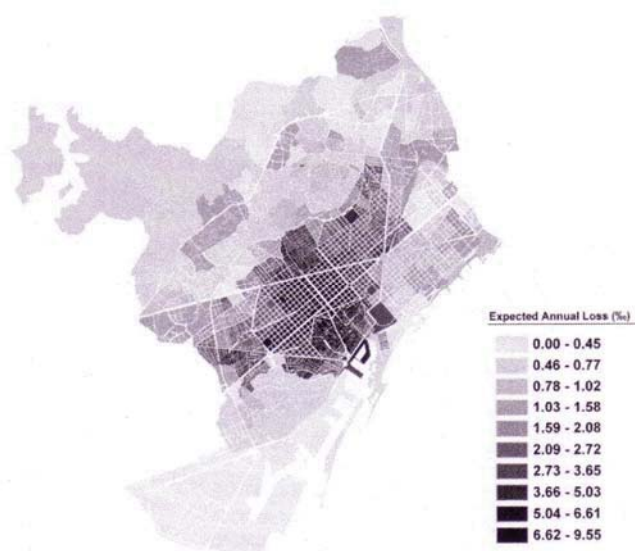 Expected Annual Loss (‰)
0.00 - 0.45
0.46 - 0.77
0.78 - 1.02
1.03 - 1.58
1.59 - 2.08
2.09 - 2.72
2.73 - 3.65
3.66 - 5.03
5.04 - 6.61
6.62 - 9.55